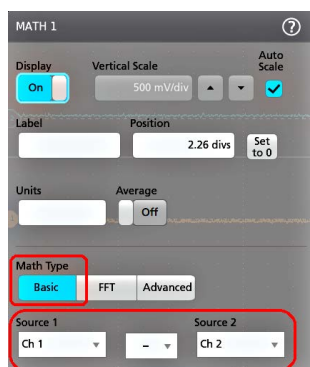 MATH 1 ?
Display Vertical Scale Auto Scale
On 500 mV/div
Label Position
2.26 divs Set to 0
Units Average
Off
Math Type
Basic FFT Advanced
Source 1 Source 2
Ch 1 - Ch 2